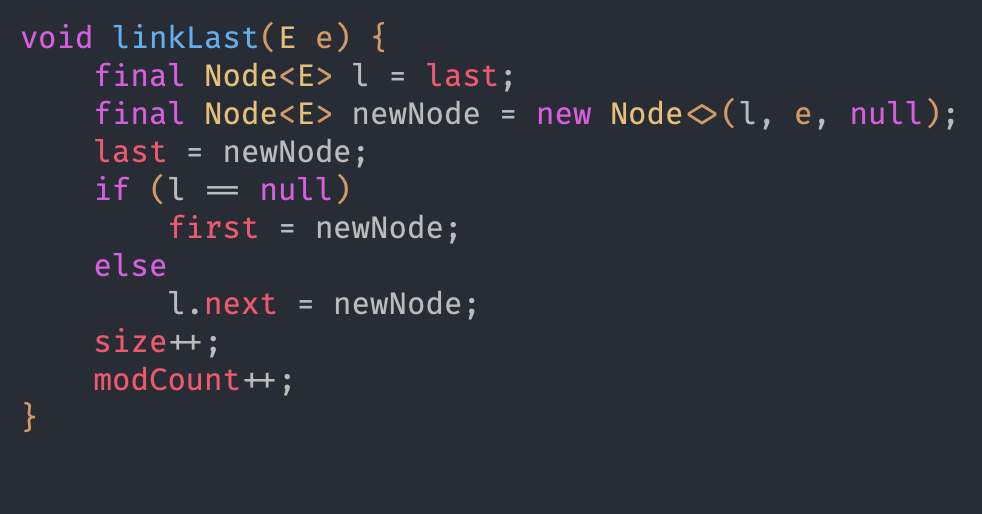 void linkLast(E e) {
    final Node<E> l = last;
    final Node<E> newNode = new Node<>(l, e, null);
    last = newNode;
    if (l == null)
        first = newNode;
    else
        l.next = newNode;
    size++;
    modCount++;
}